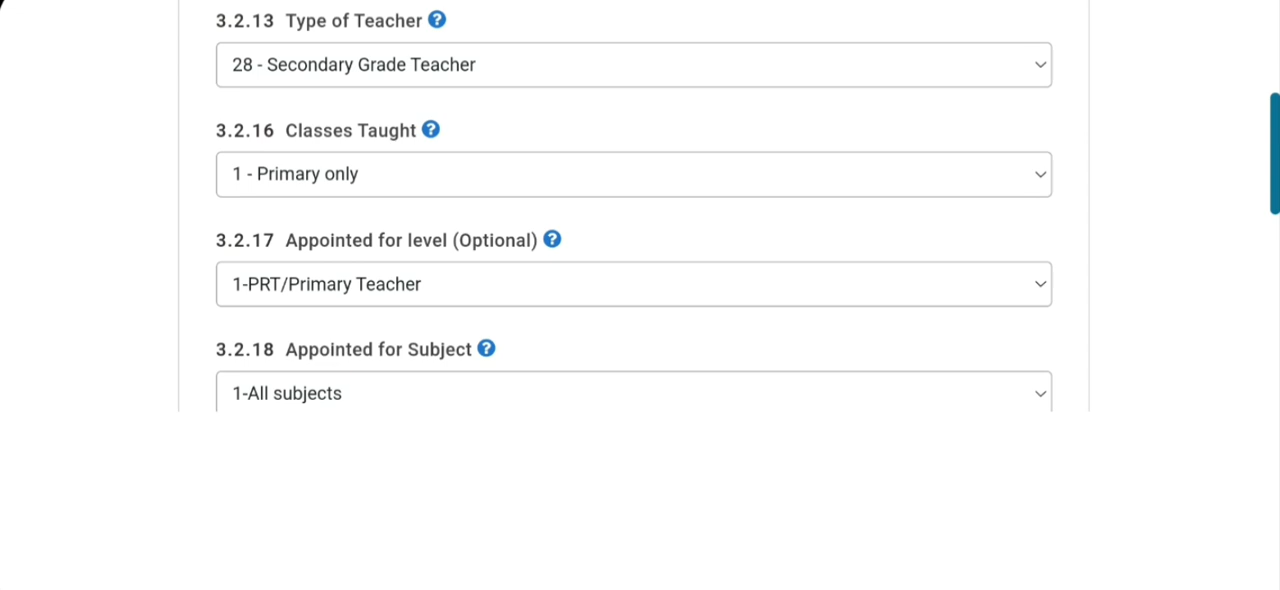 3.2.13 Type of Teacher ?
28 - Secondary Grade Teacher
3.2.16 Classes Taught ?
1 - Primary only
3.2.17 Appointed for level (Optional) ?
1-PRT/Primary Teacher
3.2.18 Appointed for Subject ?
1-All subjects